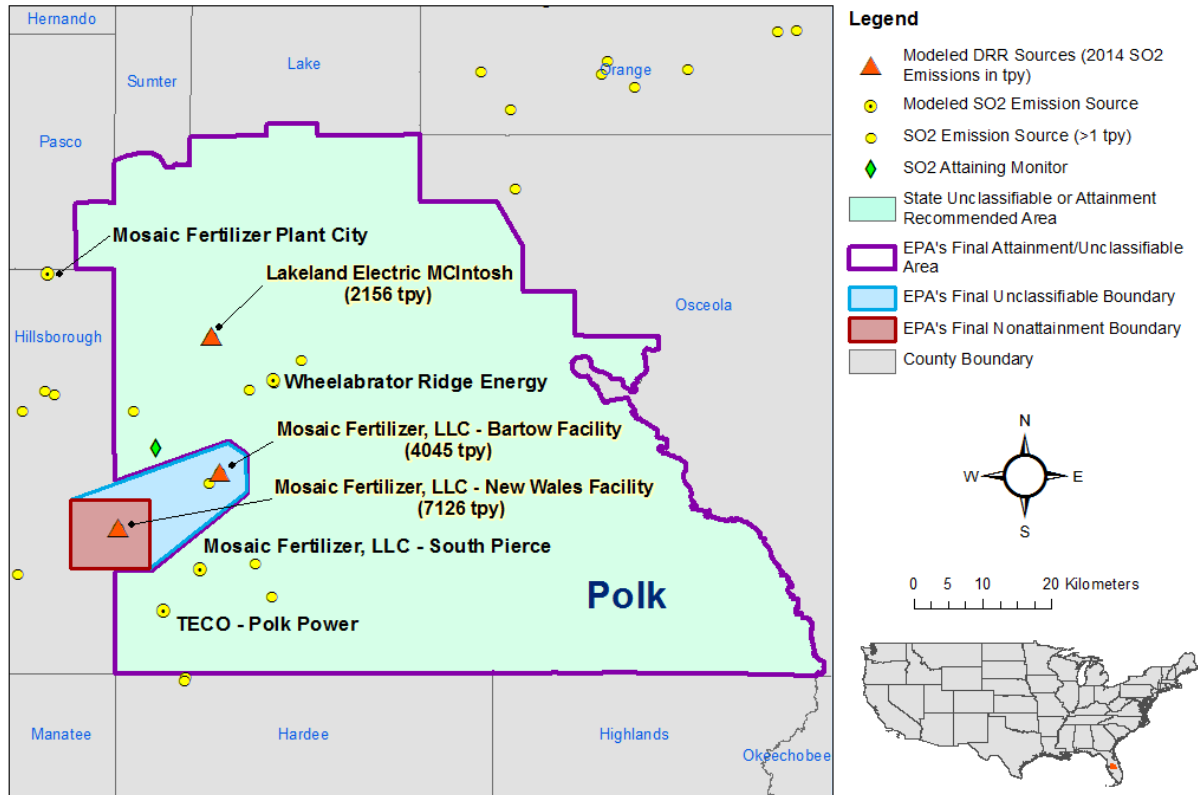 Hernando
Sumter
Lake
Orange
Pasco
Mosaic Fertilizer Plant City
Lakeland Electric MCIntosh
(2156 tpy)
Osceola
Hillsborough
Wheelabrator Ridge Energy
Mosaic Fertilizer, LLC - Bartow Facility
(4045 tpy)
Mosaic Fertilizer, LLC - New Wales Facility
(7126 tpy)
Mosaic Fertilizer, LLC - South Pierce
Polk
TECO - Polk Power
Manatee
Hardee
Highlands
Okeechobee
Legend
Modeled DRR Sources (2014 SO2
Emissions in tpy)
Modeled SO2 Emission Source
SO2 Emission Source (>1 tpy)
SO2 Attaining Monitor
State Unclassifiable or Attainment
Recommended Area
EPA's Final Attainment/Unclassifiable
Area
EPA's Final Unclassifiable Boundary
EPA's Final Nonattainment Boundary
County Boundary
N
W E
S
0 5 10 20 Kilometers